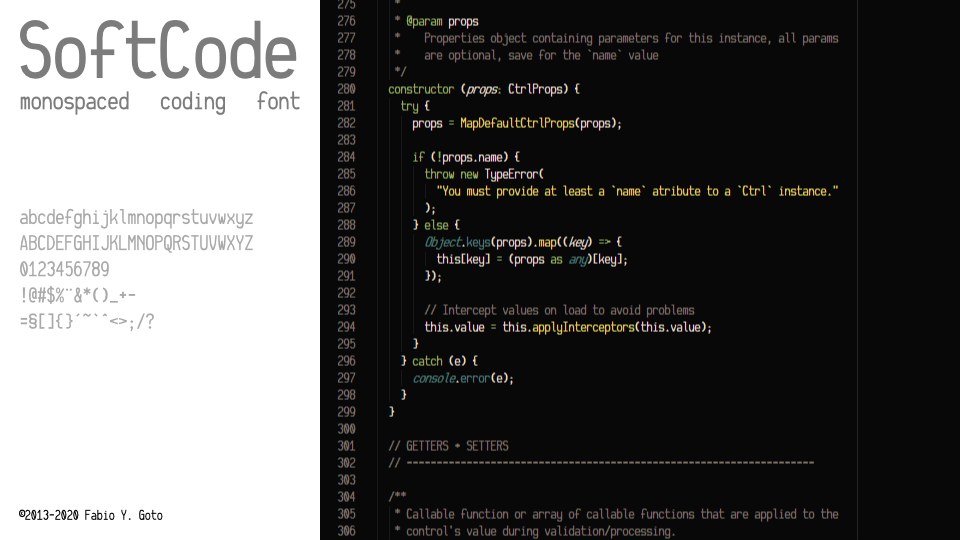 SoftCode
monospaced coding font
abcdefghijklmnopqrstuvwxyz
ABCDEFGHIJKLMNOPQRSTUVWXYZ
0123456789
!@#$%¨&*()_+-
=§[]{}´~`ˆ<>;/?
©2013-2020 Fabio Y. Goto
275 *
276 * @param props
277 * Properties object containing parameters for this instance, all params
278 * are optional, save for the `name` value
279 */
280 constructor (props: CtrlProps) {
281 try {
282 props = MapDefaultCtrlProps(props);
283
284 if (!props.name) {
285 throw new TypeError(
286 "You must provide at least a `name` atribute to a `Ctrl` instance."
287 );
288 } else {
289 Object.keys(props).map((key) => {
290 this[key] = (props as any)[key];
291 });
292
293 // Intercept values on load to avoid problems
294 this.value = this.applyInterceptors(this.value);
295 }
296 } catch (e) {
297 console.error(e);
298 }
299 }
300
301 // GETTERS + SETTERS
302 // --------------------------------------------------------------------
303
304 /**
305 * Callable function or array of callable functions that are applied to the
306 * control's value during validation/processing.